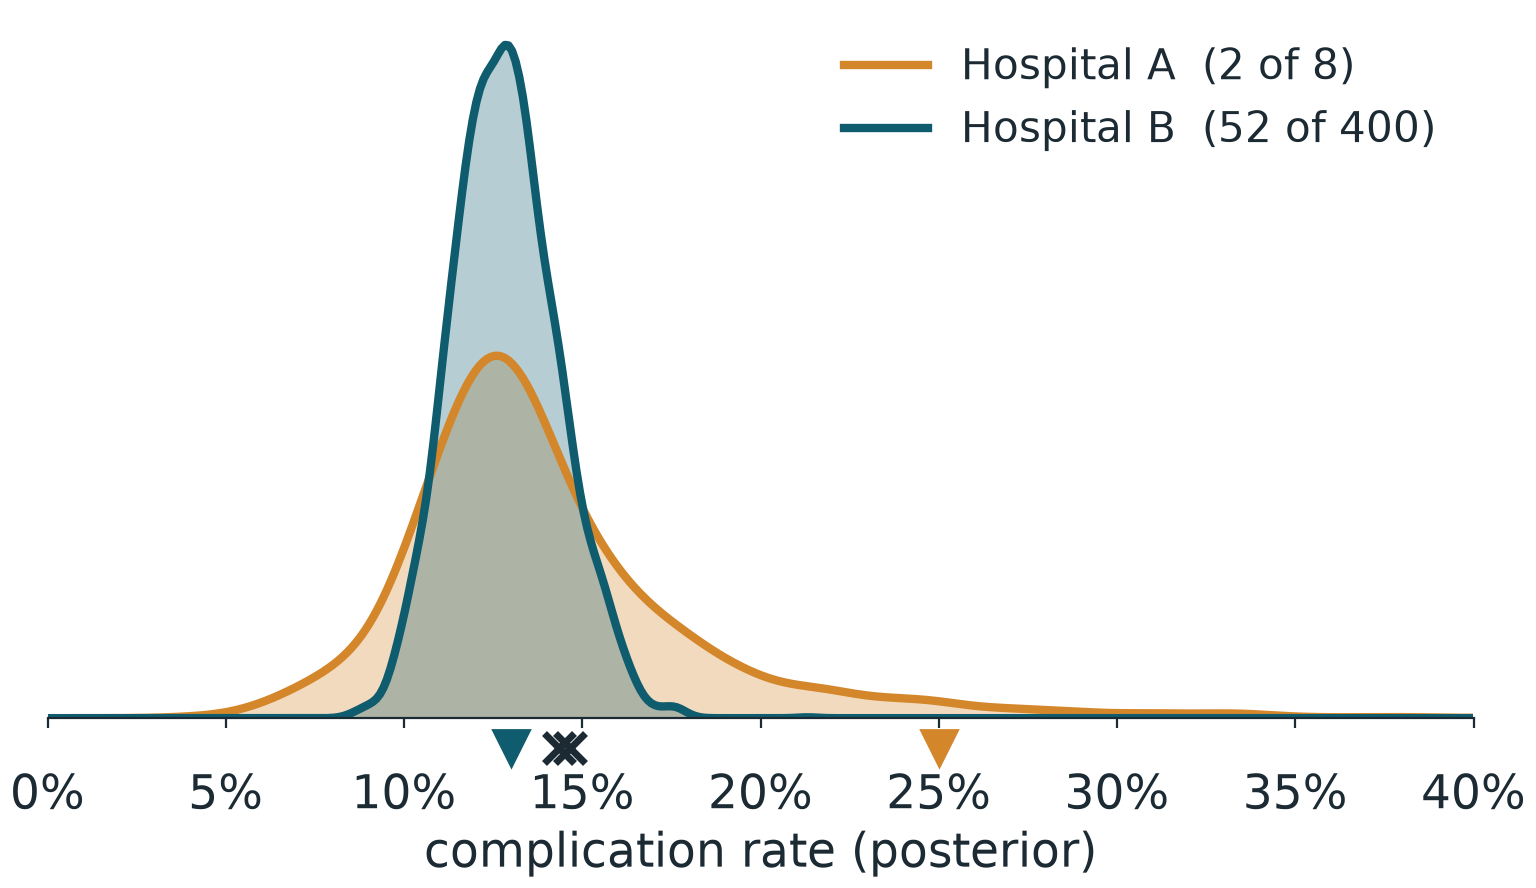 Hospital A (2 of 8)
Hospital B (52 of 400)
0% 5% 10% 15% 20% 25% 30% 35% 40%
complication rate (posterior)